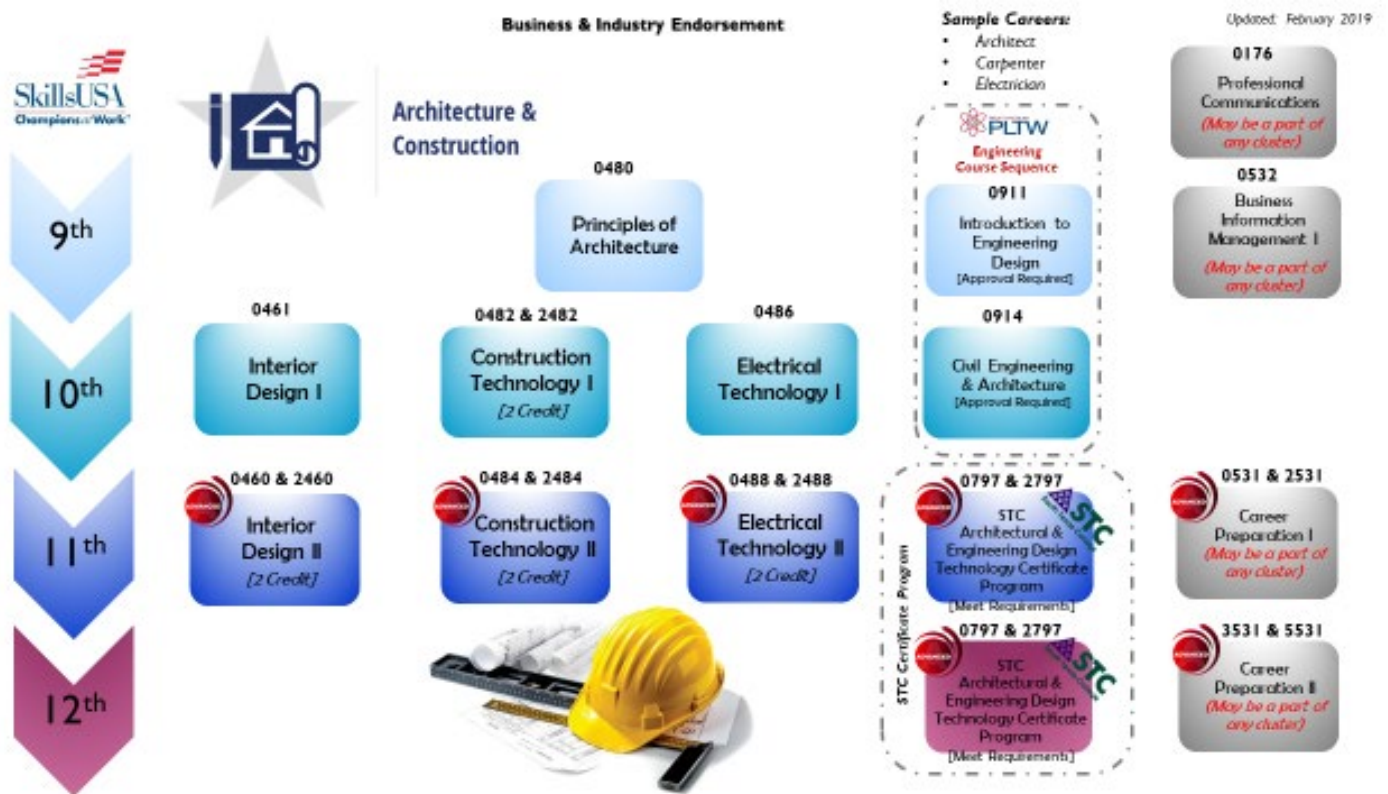 Business & Industry Endorsement
Sample Careers:
• Architect
• Carpenter
• Electrician
Updated: February 2019
SkillsUSA
Champions at Work
Architecture &
Construction
0176
Professional
Communications
(May be a part of
any cluster)
PLTW
Engineering
Course Sequence
9th
0480
Principles of
Architecture
0911
Introduction to
Engineering
Design
[Approval Required]
0532
Business
Information
Management I
(May be a part of
any cluster)
10th
0461
Interior
Design I
0482 & 2482
Construction
Technology I
[2 Credit]
0486
Electrical
Technology I
0914
Civil Engineering
& Architecture
[Approval Required]
11th
ADVANCED
0460 & 2460
Interior
Design II
[2 Credit]
ADVANCED
0484 & 2484
Construction
Technology II
[2 Credit]
ADVANCED
0488 & 2488
Electrical
Technology II
[2 Credit]
STC Certificate Program
ADVANCED
0797 & 2797
STC
STC
Architectural &
Engineering Design
Technology Certificate
Program
[Meet Requirements]
ADVANCED
0531 & 2531
Career
Preparation I
(May be a part of
any cluster)
12th
ADVANCED
0797 & 2797
STC
STC
Architectural &
Engineering Design
Technology Certificate
Program
[Meet Requirements]
ADVANCED
3531 & 5531
Career
Preparation II
(May be a part of
any cluster)